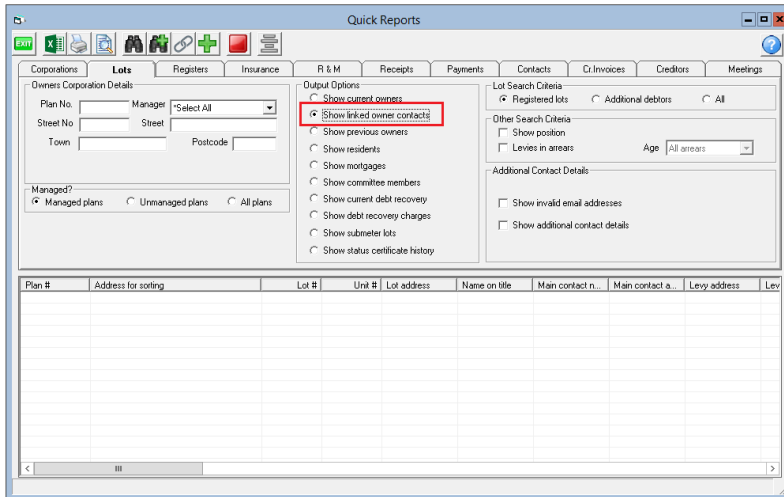 Quick Reports
EXIT
Corporations Lots Registers Insurance R & M Receipts Payments Contacts Cr.Invoices Creditors Meetings
Owners Corporation Details
Plan No. Manager *Select All
Street No Street
Town Postcode
Managed?
Managed plans Unmanaged plans All plans
Output Options
Show current owners
Show linked owner contacts
Show previous owners
Show residents
Show mortgages
Show committee members
Show current debt recovery
Show debt recovery charges
Show submeter lots
Show status certificate history
Lot Search Criteria
Registered lots Additional debtors All
Other Search Criteria
Show position
Levies in arrears Age All arrears
Additional Contact Details
Show invalid email addresses
Show additional contact details
Plan # Address for sorting Lot # Unit # Lot address Name on title Main contact n... Main contact a... Levy address Lev